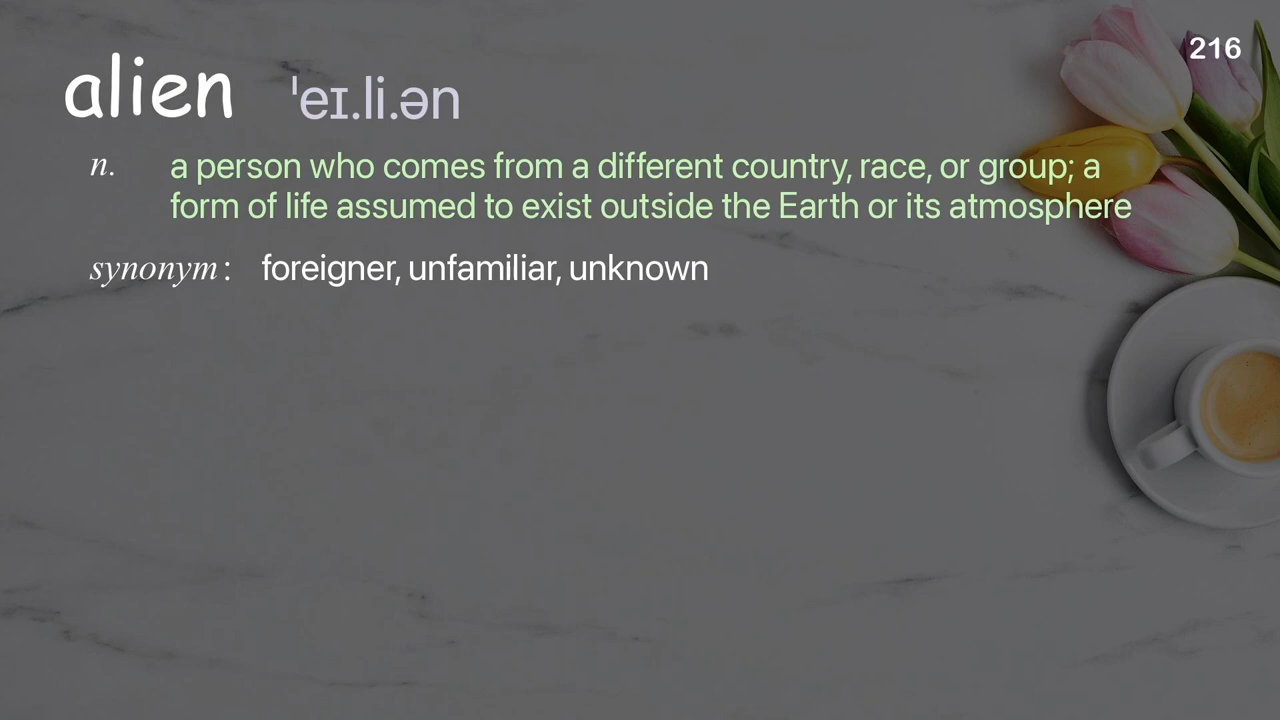 216
alien ˈeɪ.li.ən
n. a person who comes from a different country, race, or group; a
form of life assumed to exist outside the Earth or its atmosphere
synonym: foreigner, unfamiliar, unknown